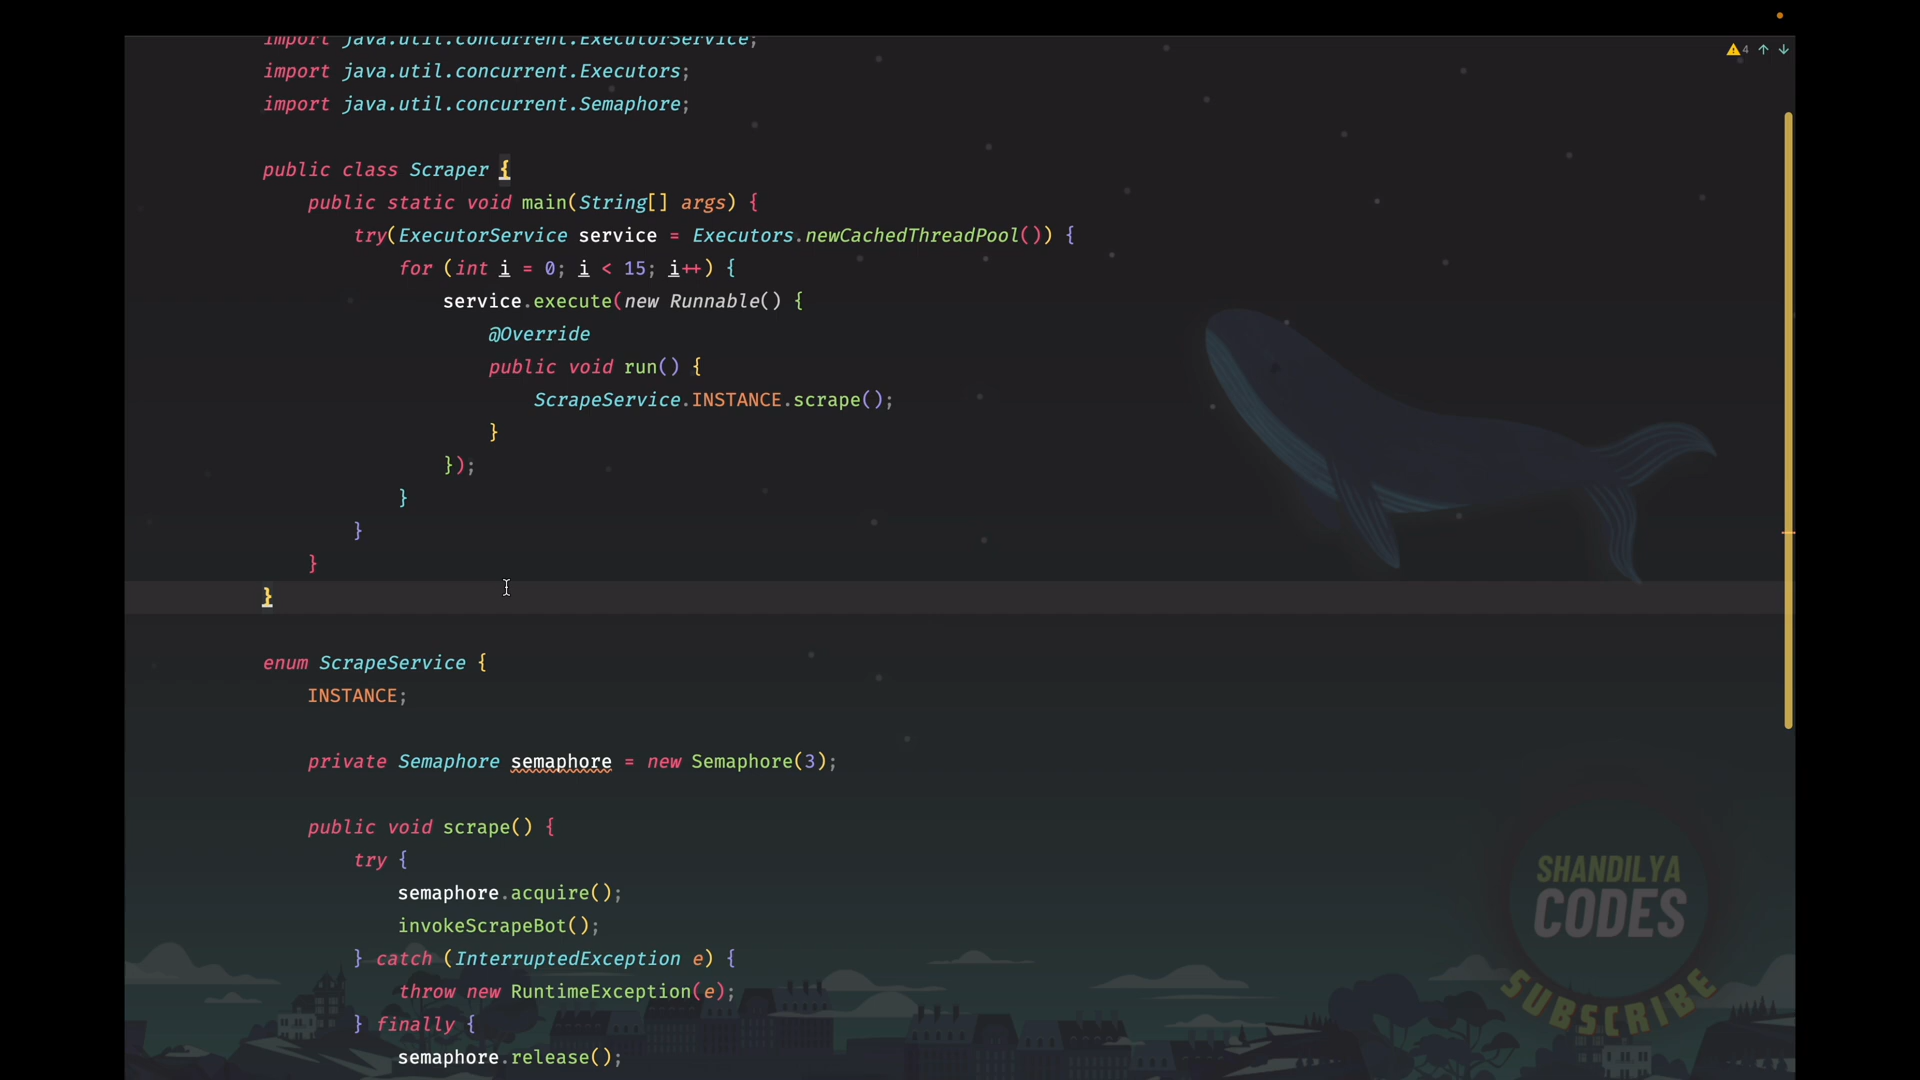 import java.util.concurrent.ExecutorService;
4
import java.util.concurrent.Executors;
import java.util.concurrent.Semaphore;
public class Scraper {
    public static void main(String[] args) {
        try(ExecutorService service = Executors.newCachedThreadPool()) {
            for (int i = 0; i < 15; i++) {
                service.execute(new Runnable() {
                    @Override
                    public void run() {
                        ScrapeService.INSTANCE.scrape();
                    }
                });
            }
        }
    }
}
enum ScrapeService {
    INSTANCE;
    private Semaphore semaphore = new Semaphore(3);
    public void scrape() {
        try {
            semaphore.acquire();
            invokeScrapeBot();
        } catch (InterruptedException e) {
            throw new RuntimeException(e);
        } finally {
            semaphore.release();
SHANDILYA
CODES
SUBSCRIBE